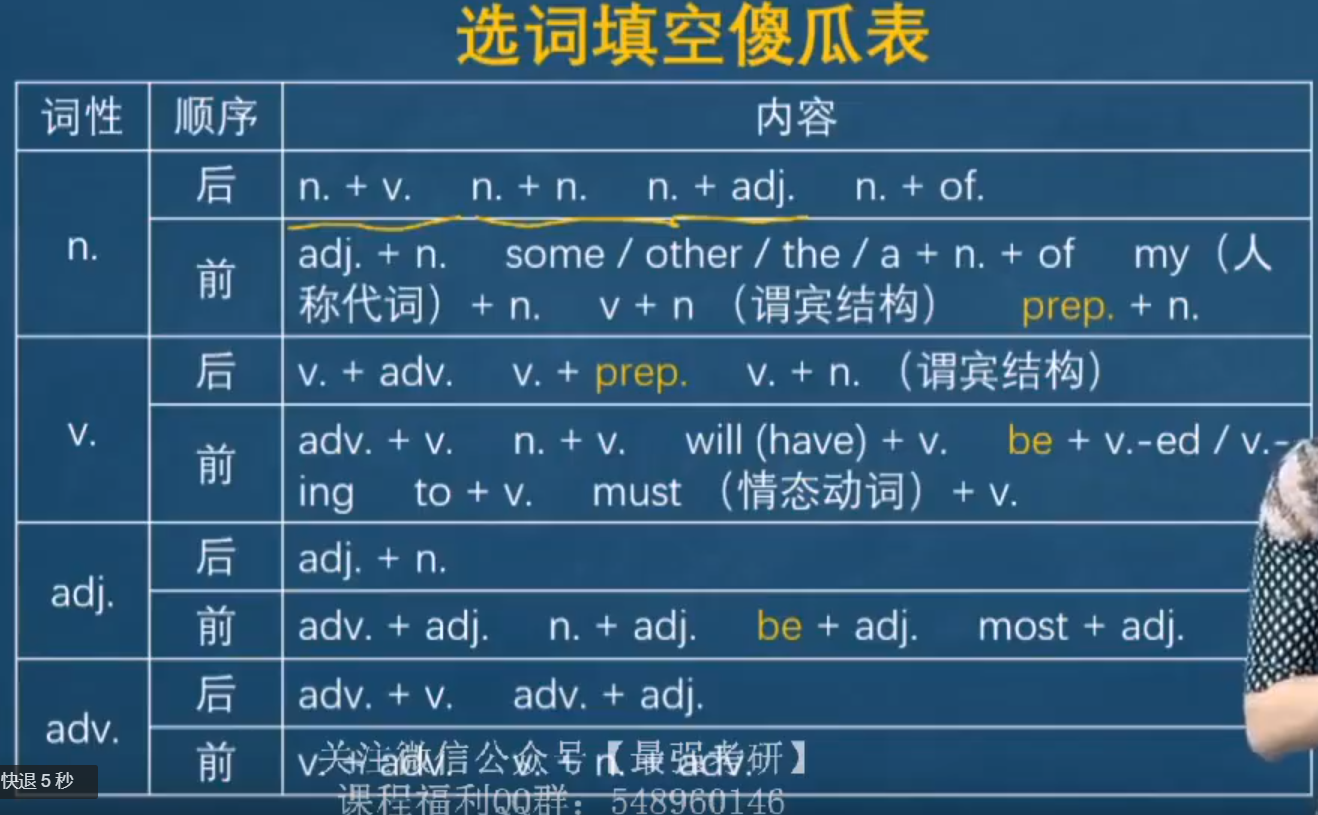 选词填空傻瓜表
词性 顺序 内容
n. 后 n. + v. n. + n. n. + adj. n. + of.
前 adj. + n. some / other / the / a + n. + of my（人
称代词）+ n. v + n （谓宾结构） prep. + n.
v. 后 v. + adv. v. + prep. v. + n. （谓宾结构）
前 adv. + v. n. + v. will (have) + v. be + v.-ed / v.-
ing to + v. must （情态动词）+ v.
adj. 后 adj. + n.
前 adv. + adj. n. + adj. be + adj. most + adj.
adv. 后 adv. + v. adv. + adj.
前 v. + adv. v. + n. + adv.
关注微信公众号【最强考研】
快退 5 秒
课程福利QQ群：548960146